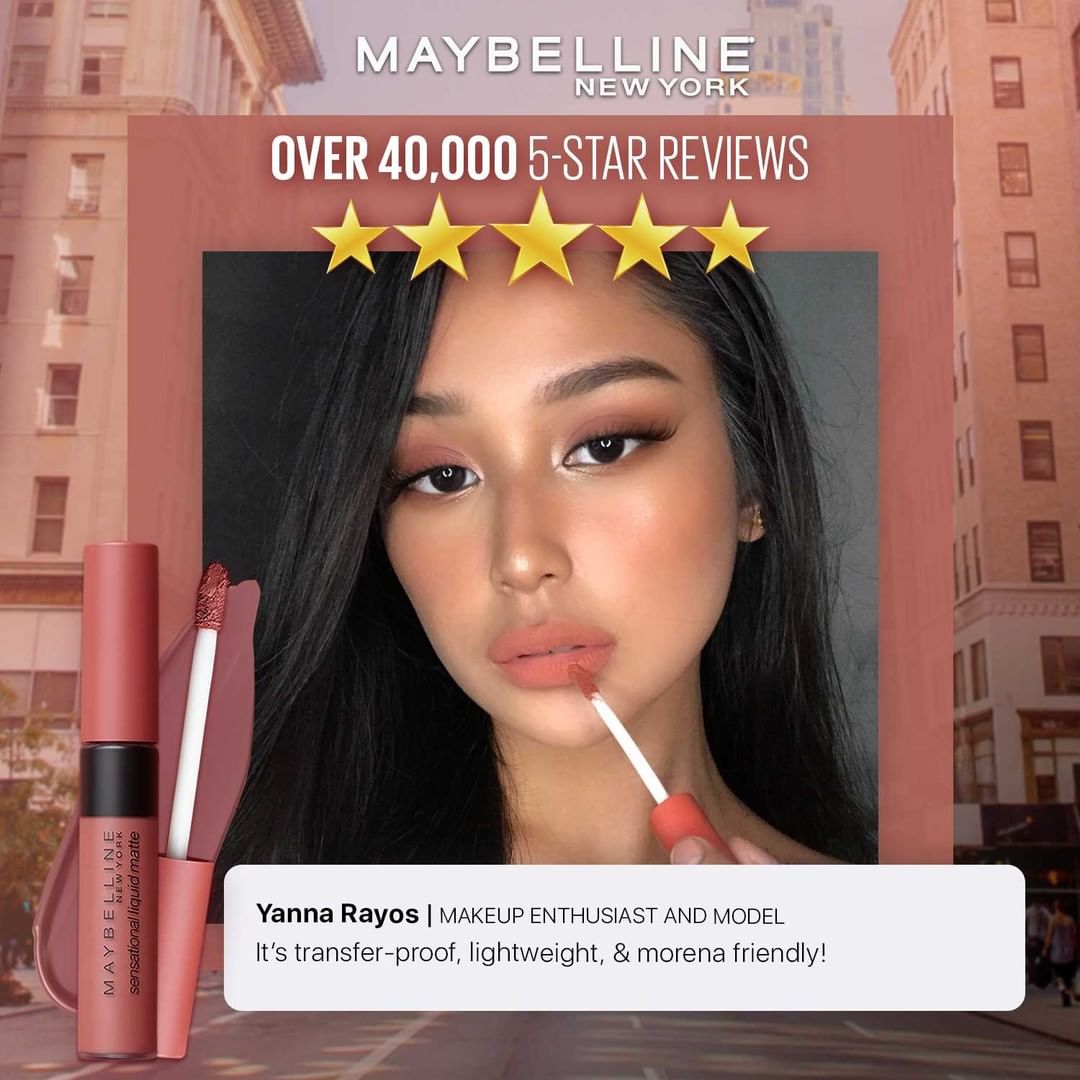 MAYBELLINE
NEW YORK
OVER 40,000 5-STAR REVIEWS
MAYBELLINE
NEW YORK
sensational liquid matte
Yanna Rayos | MAKEUP ENTHUSIAST AND MODEL
It's transfer-proof, lightweight, & morena friendly!